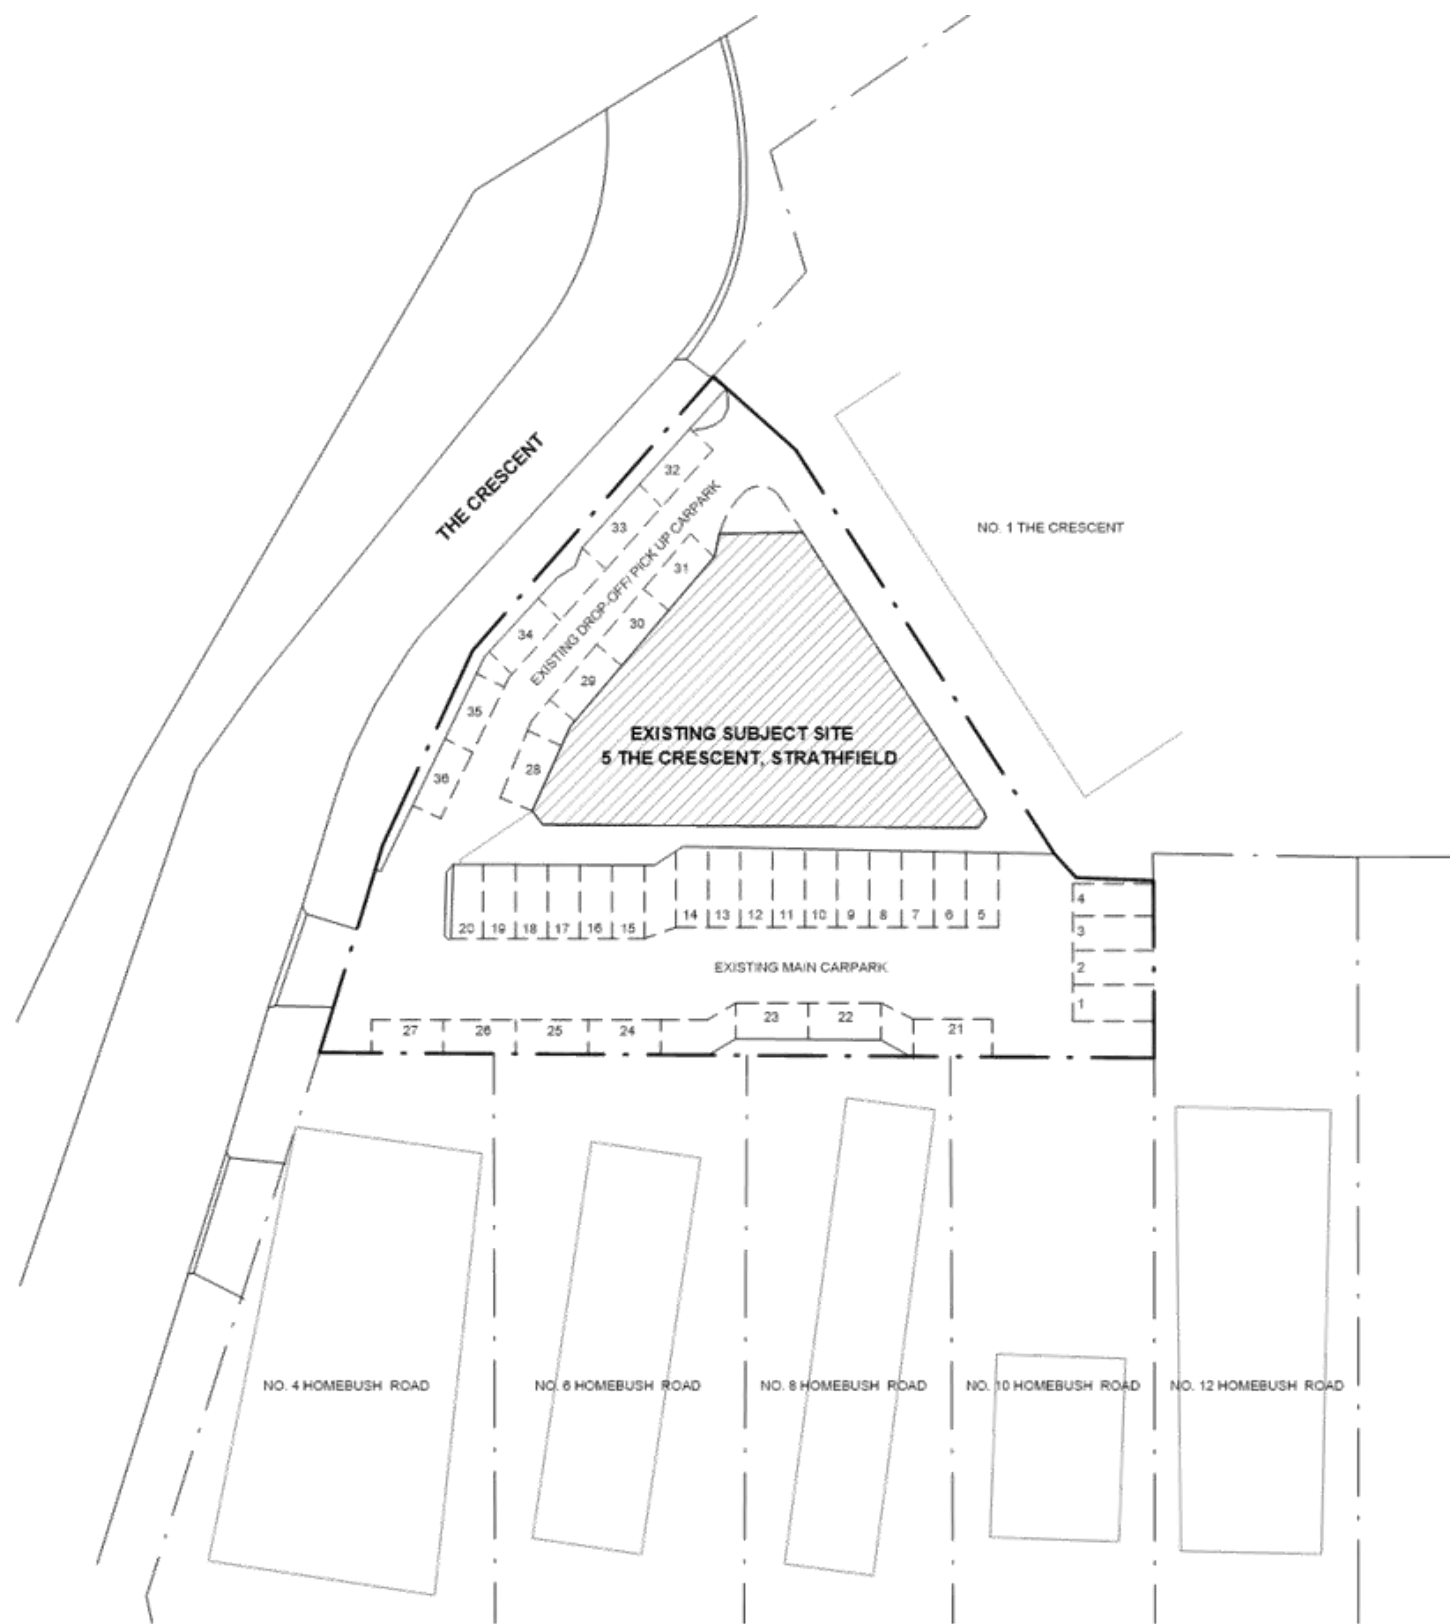 THE CRESCENT
NO. 1 THE CRESCENT
32
33
EXISTING DROP-OFF/ PICK UP CARPARK
31
30
34
29
35
28
36
EXISTING SUBJECT SITE
5 THE CRESCENT, STRATHFIELD
20 19 18 17 16 15 14 13 12 11 10 9 8 7 6 5
4
3
2
1
EXISTING MAIN CARPARK
27 26 25 24 23 22 21
NO. 4 HOMEBUSH ROAD
NO. 6 HOMEBUSH ROAD
NO. 8 HOMEBUSH ROAD
NO. 10 HOMEBUSH ROAD
NO. 12 HOMEBUSH ROAD